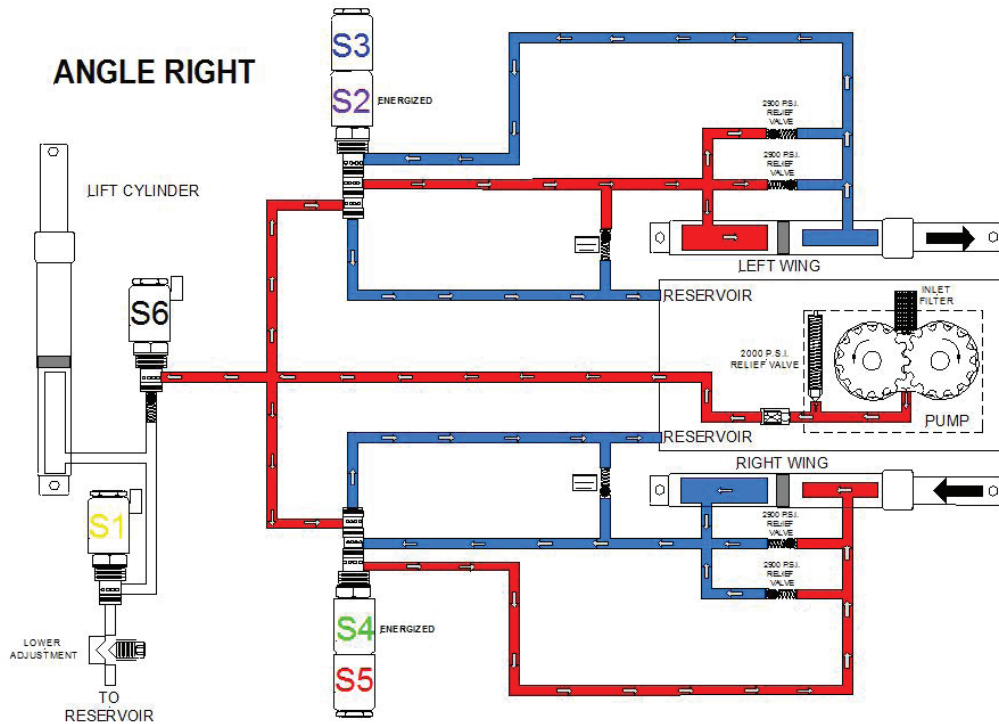 ANGLE RIGHT
S3
S2
ENERGIZED
LIFT CYLINDER
S6
S1
LOWER
ADJUSTMENT
TO
RESERVOIR
2900 P.S.I.
RELIEF
VALVE
2900 P.S.I.
RELIEF
VALVE
LEFT WING
RESERVOIR
INLET
FILTER
2000 P.S.I.
RELIEF VALVE
PUMP
RESERVOIR
RIGHT WING
2900 P.S.I.
RELIEF
VALVE
2900 P.S.I.
RELIEF
VALVE
S4
ENERGIZED
S5